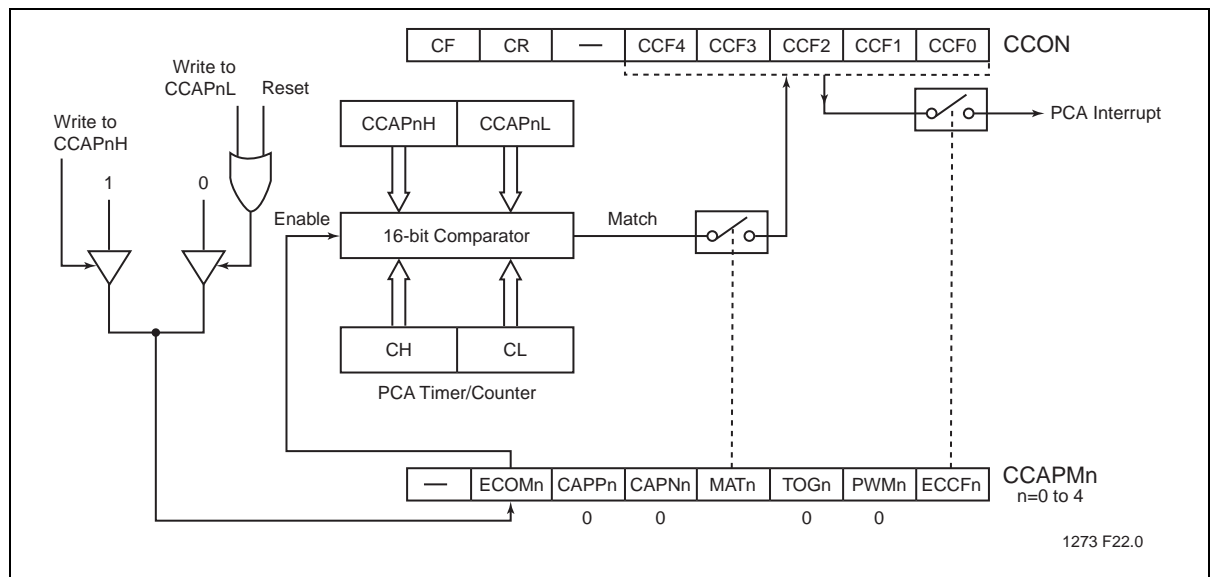 CF CR — CCF4 CCF3 CCF2 CCF1 CCF0 CCON
Write to
CCAPnL
Reset
Write to
CCAPnH
CCAPnH CCAPnL
PCA Interrupt
1 0
Enable
16-bit Comparator
Match
CH CL
PCA Timer/Counter
— ECOMn CAPPn CAPNn MATn TOGn PWMn ECCFn CCAPMn
n=0 to 4
0 0 0 0
1273 F22.0